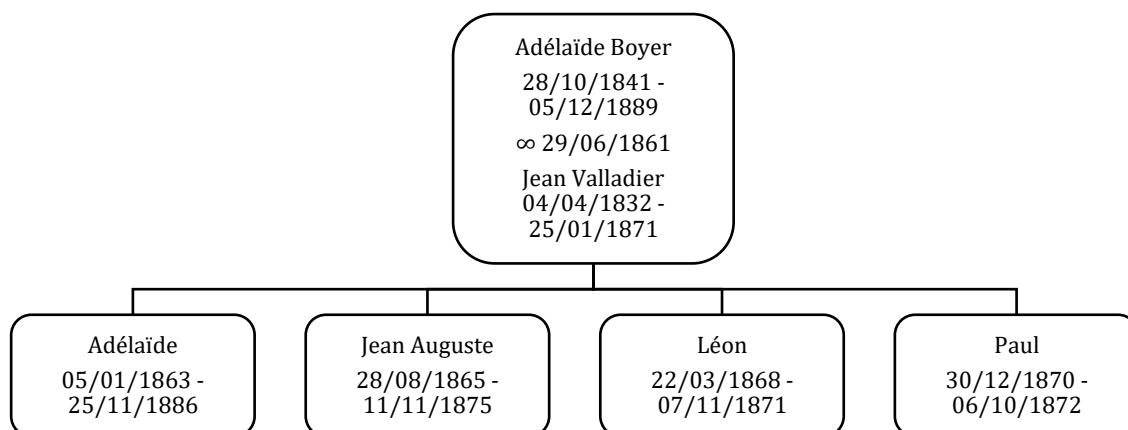 Adélaïde Boyer
28/10/1841 -
05/12/1889
∞ 29/06/1861
Jean Valladier
04/04/1832 -
25/01/1871
Adélaïde
05/01/1863 -
25/11/1886
Jean Auguste
28/08/1865 -
11/11/1875
Léon
22/03/1868 -
07/11/1871
Paul
30/12/1870 -
06/10/1872